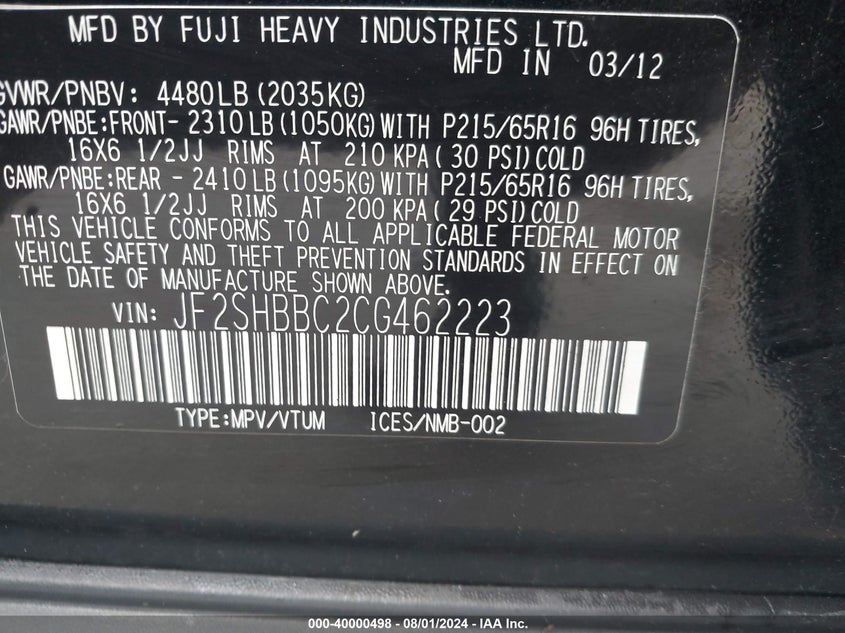 MFD BY FUJI HEAVY INDUSTRIES LTD.
MFD IN 03/12
GVWR/PNBV: 4480LB(2035KG)
GAWR/PNBE:FRONT- 2310LB(1050KG)WITH P215/65R16 96H TIRES,
16X6 1/2JJ RIMS AT 210 KPA( 30 PSI)COLD
GAWR/PNBE:REAR - 2410LB(1095KG)WITH P215/65R16 96H TIRES,
16X6 1/2JJ RIMS AT 200 KPA( 29 PSI)COLD
THIS VEHICLE CONFORMS TO ALL APPLICABLE FEDERAL MOTOR
VEHICLE SAFETY AND THEFT PREVENTION STANDARDS IN EFFECT ON
THE DATE OF MANUFACTURE SHOWN ABOVE.
VIN: JF2SHBBC2CG462223
TYPE:MPV/VTUM ICES/NMB-002
000-40000498 - 08/01/2024 - IAA Inc.